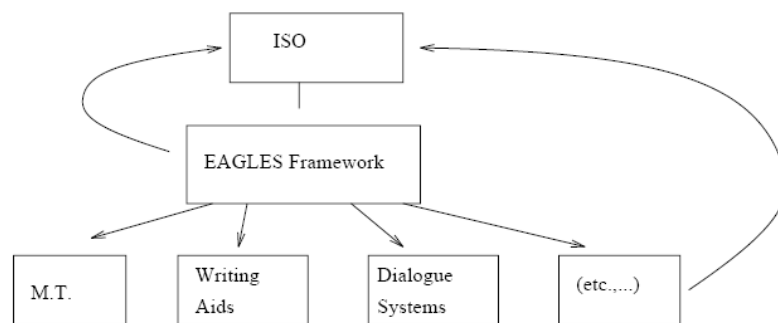 ISO
EAGLES Framework
M.T.
Writing
Aids
Dialogue
Systems
(etc.,...)